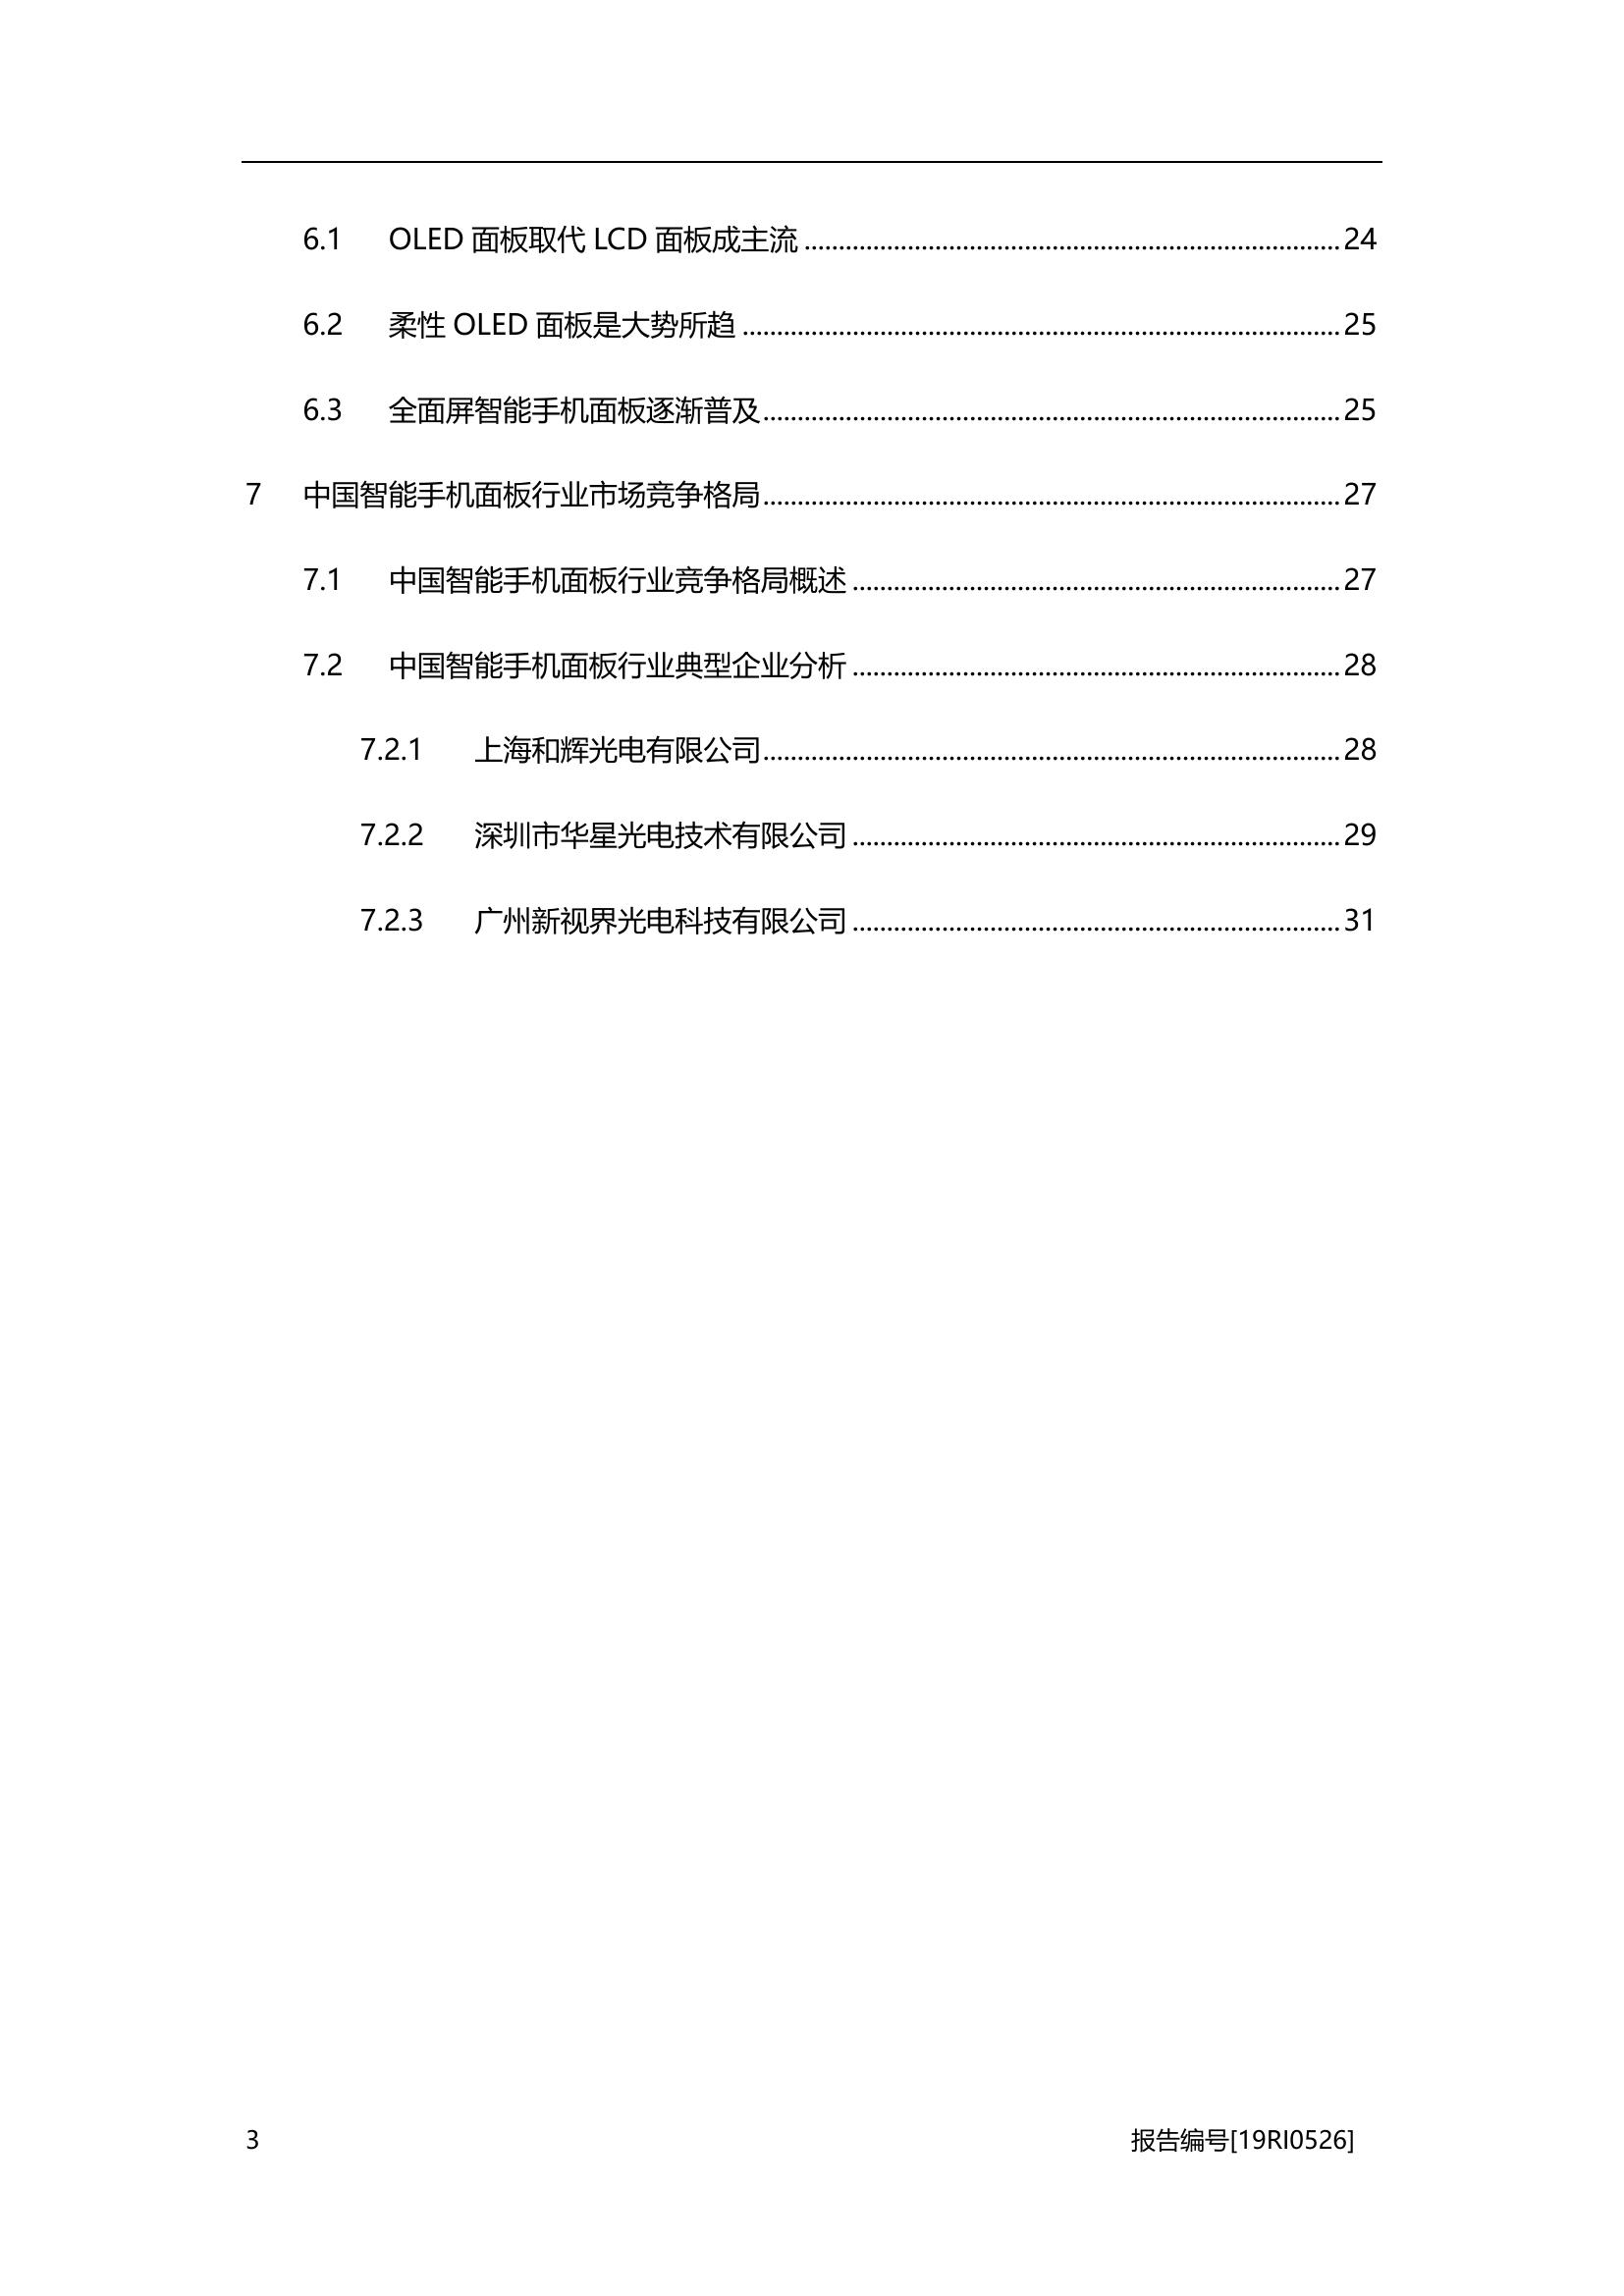 6.1 OLED 面板取代 LCD 面板成主流 ........ 24
6.2 柔性 OLED 面板是大势所趋 ........ 25
6.3 全面屏智能手机面板逐渐普及 ........ 25
7 中国智能手机面板行业市场竞争格局 ........ 27
7.1 中国智能手机面板行业竞争格局概述 ........ 27
7.2 中国智能手机面板行业典型企业分析 ........ 28
7.2.1 上海和辉光电有限公司 ........ 28
7.2.2 深圳市华星光电技术有限公司 ........ 29
7.2.3 广州新视界光电科技有限公司 ........ 31
3 报告编号[19RI0526]